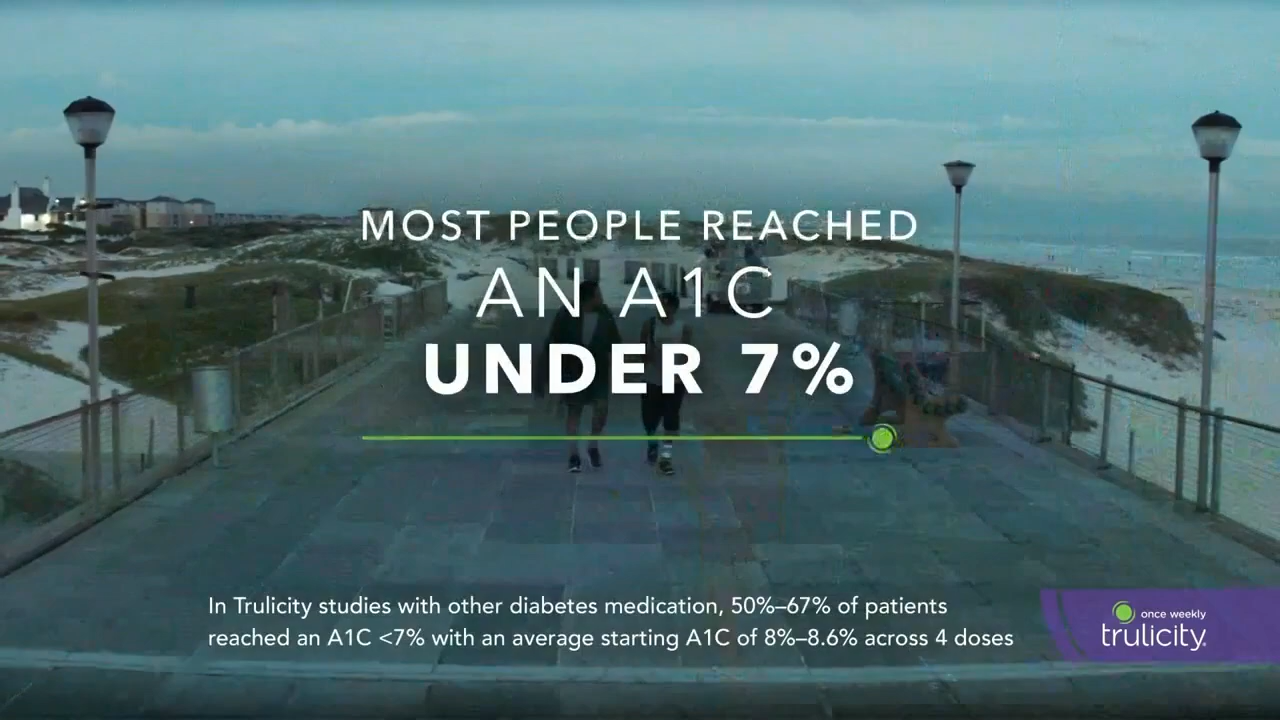 MOST PEOPLE REACHED
AN A1C
UNDER 7%
In Trulicity studies with other diabetes medication, 50%–67% of patients
reached an A1C <7% with an average starting A1C of 8%–8.6% across 4 doses
once weekly
trulicity®